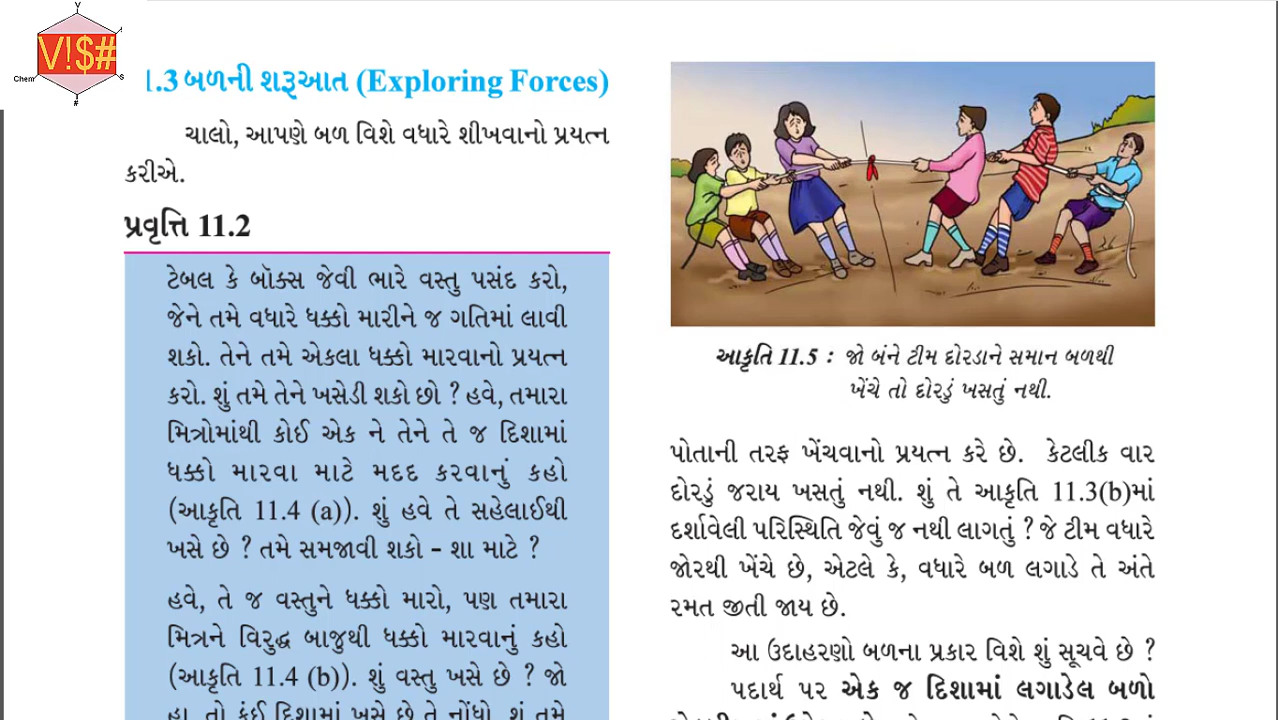 Y
V!$#
Chem
S
#
1.3 બળની શરૂઆત (Exploring Forces)
ચાલો, આપણે બળ વિશે વધારે શીખવાનો પ્રયત્ન
કરીએ.
પ્રવૃત્તિ 11.2
ટેબલ કે બૉક્સ જેવી ભારે વસ્તુ પસંદ કરો,
જેને તમે વધારે ધક્કો મારીને જ ગતિમાં લાવી
શકો. તેને તમે એકલા ધક્કો મારવાનો પ્રયત્ન
કરો. શું તમે તેને ખસેડી શકો છો ? હવે, તમારા
મિત્રોમાંથી કોઈ એક ને તેને તે જ દિશામાં
ધક્કો મારવા માટે મદદ કરવાનું કહો
(આકૃતિ 11.4 (a)). શું હવે તે સહેલાઈથી
ખસે છે ? તમે સમજાવી શકો – શા માટે ?
હવે, તે જ વસ્તુને ધક્કો મારો, પણ તમારા
મિત્રને વિરુદ્ધ બાજુથી ધક્કો મારવાનું કહો
(આકૃતિ 11.4 (b)). શું વસ્તુ ખસે છે ? જો
હા, તો કંઈ દિશામાં ખસે છે તે નોંધો. શું તમે
આકૃતિ 11.5 : જો બંને ટીમ દોરડાને સમાન બળથી
ખેંચે તો દોરડું ખસતું નથી.
પોતાની તરફ ખેંચવાનો પ્રયત્ન કરે છે. કેટલીક વાર
દોરડું જરાય ખસતું નથી. શું તે આકૃતિ 11.3(b)માં
દર્શાવેલી પરિસ્થિતિ જેવું જ નથી લાગતું ? જે ટીમ વધારે
જોરથી ખેંચે છે, એટલે કે, વધારે બળ લગાડે તે અંતે
રમત જીતી જાય છે.
આ ઉદાહરણો બળના પ્રકાર વિશે શું સૂચવે છે ?
પદાર્થ પર એક જ દિશામાં લગાડેલ બળો